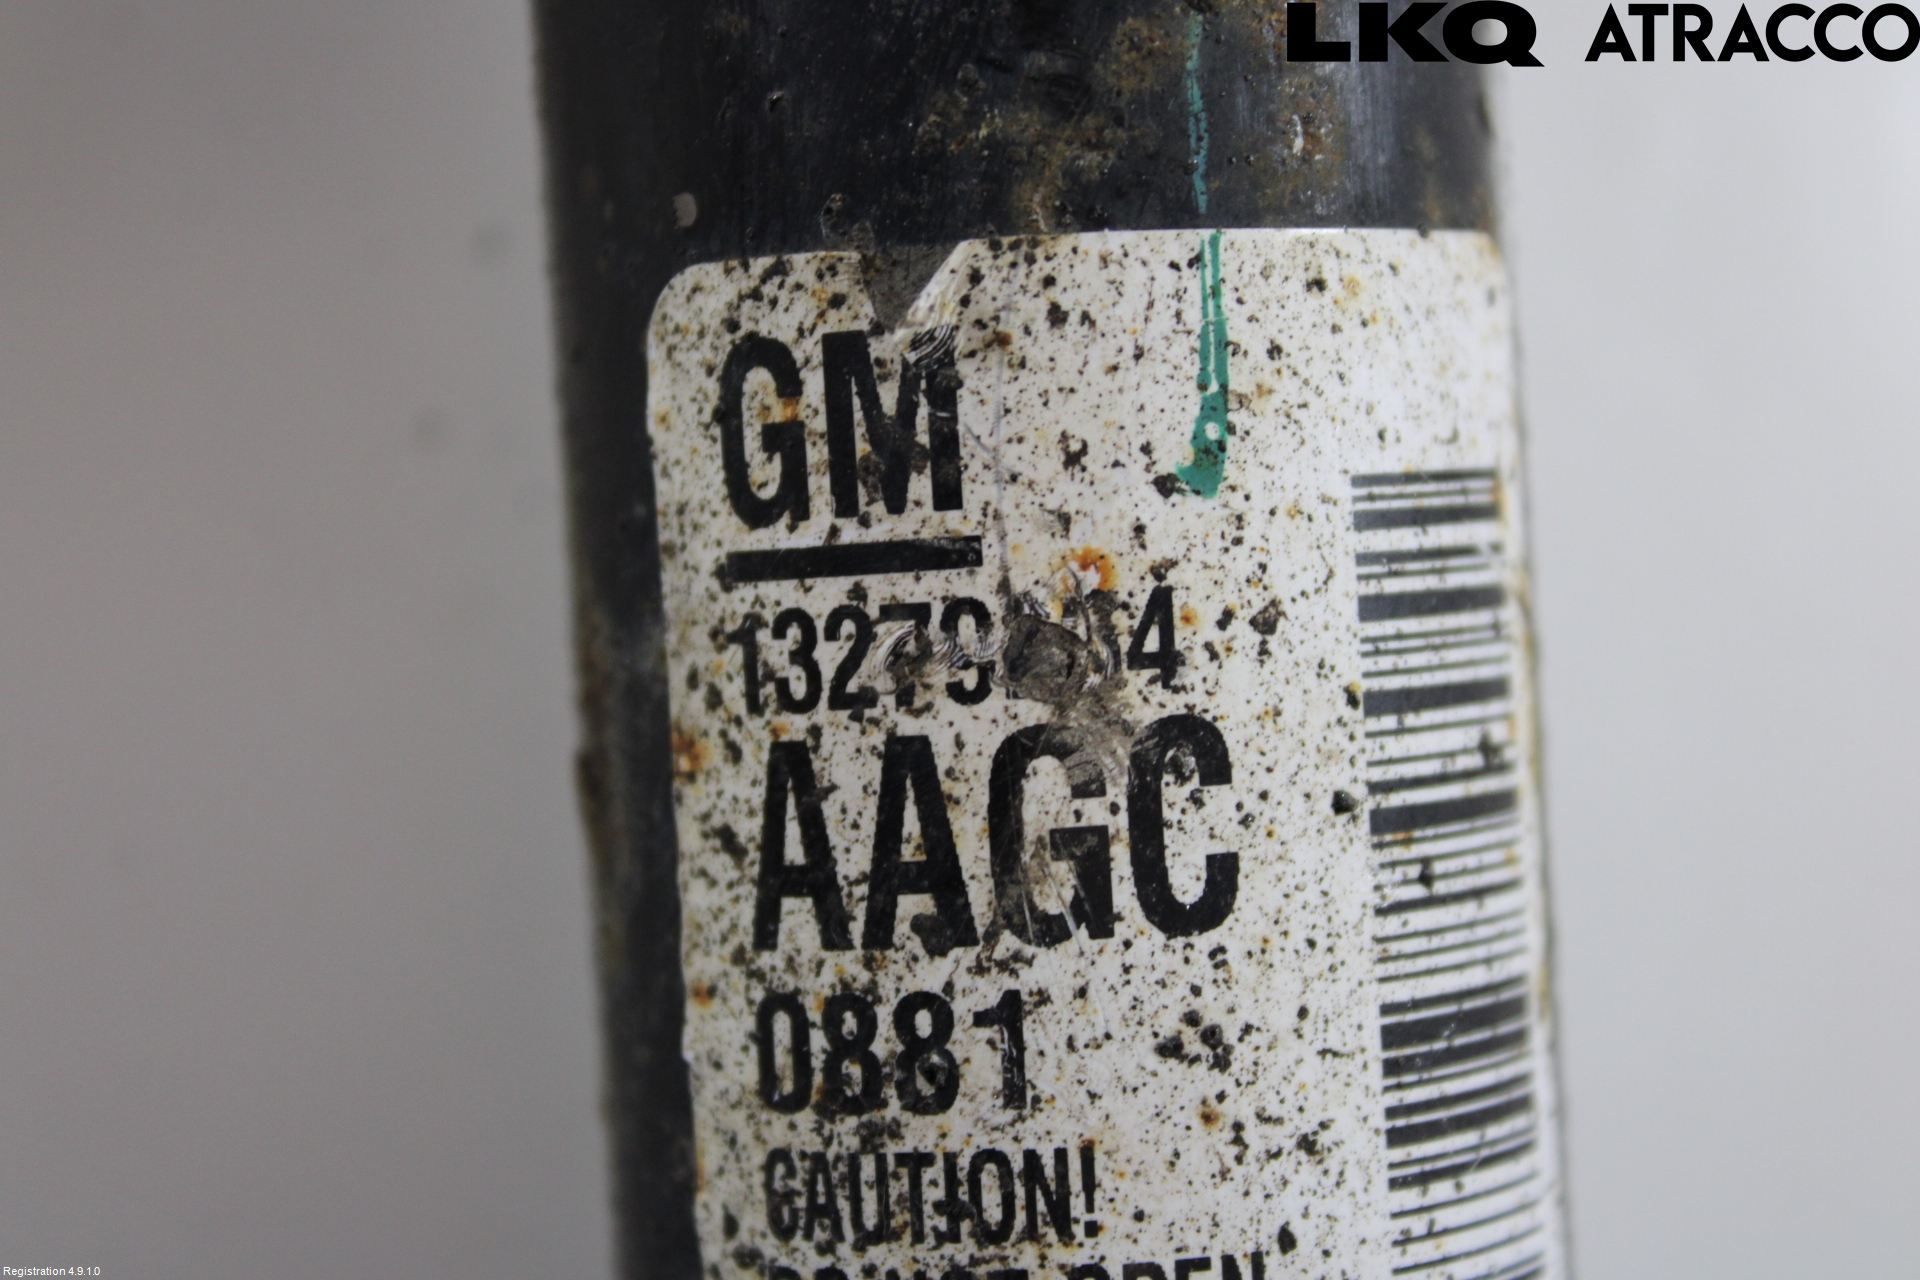 LKQ ATRACCO
GM
AAGC
0881
CAUTION!
Registration 4.9.1.0